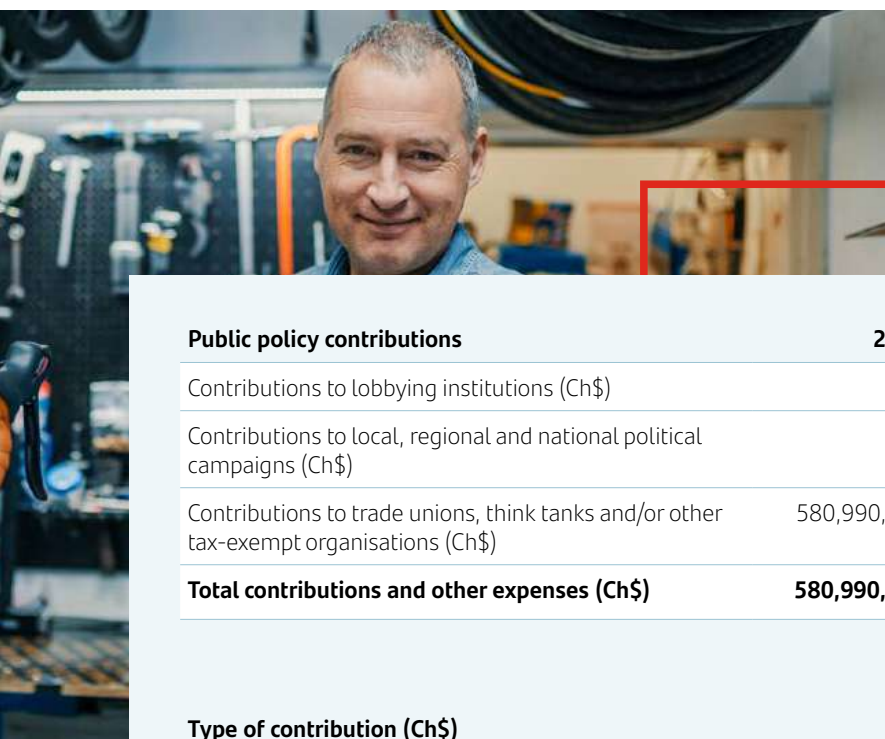 Public policy contributions 2
Contributions to lobbying institutions (Ch$)
Contributions to local, regional and national political
campaigns (Ch$)
Contributions to trade unions, think tanks and/or other 580,990,
tax-exempt organisations (Ch$)
Total contributions and other expenses (Ch$) 580,990,
Type of contribution (Ch$)